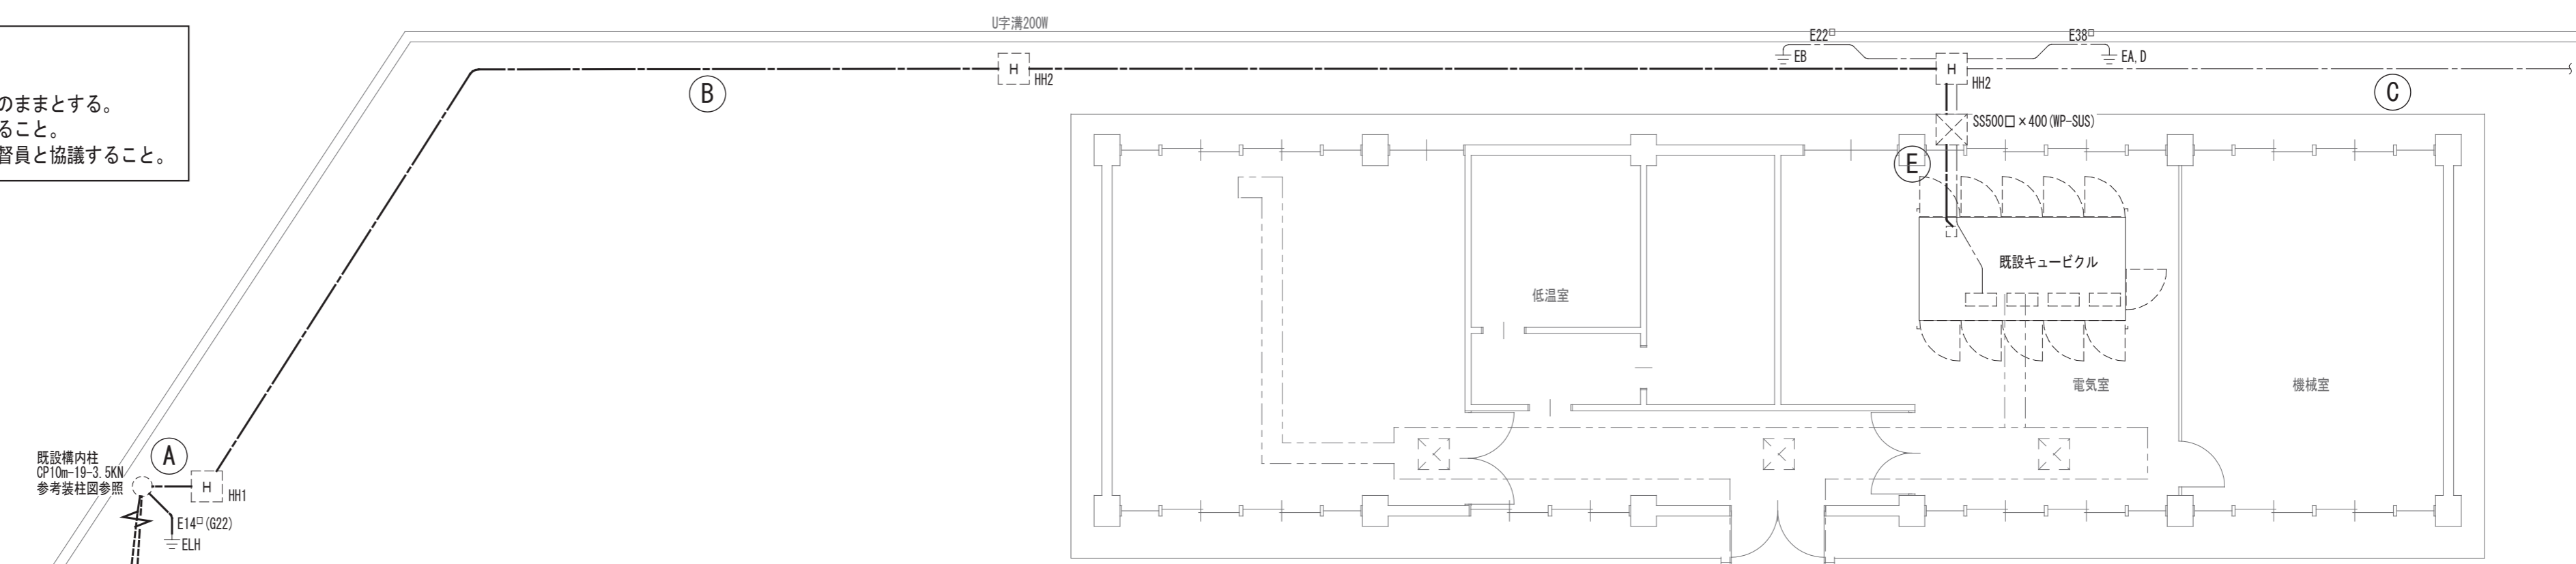 のままとする。
ること。
督員と協議すること。
U字溝200W
E22□
EB
E38□
EA,D
H
HH2
H
HH2
B
C
SS500□×400(WP-SUS)
E
既設キュービクル
低温室
電気室
機械室
既設構内柱
CP10m-19-3.5KN
参考装柱図参照
A
H
HH1
E14□(G22)
ELH